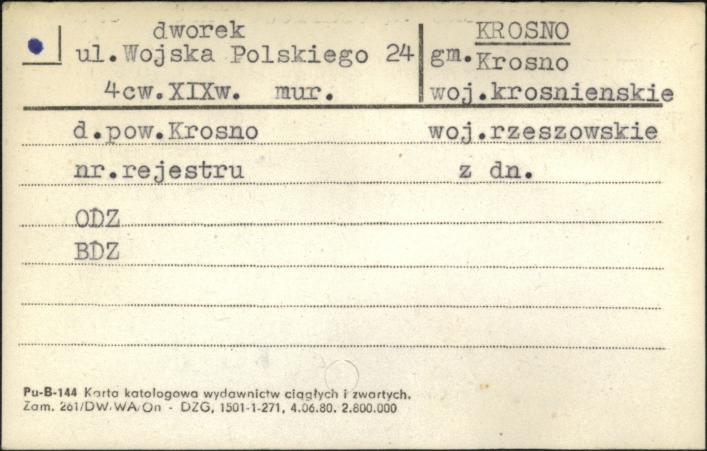 dworek
ul.Wojska Polskiego 24
4cw.XIXw. mur.
KROSNO
gm.Krosno
woj.krosnienskie
d.pow.Krosno woj.rzeszowskie
nr.rejestru z dn.
ODZ
BDZ
Pu-B-144 Karta katologowa wydawnictw ciągłych i zwartych.
Zam. 261/DW/WA/On - DZG, 1501-1-271, 4.06.80. 2.800.000